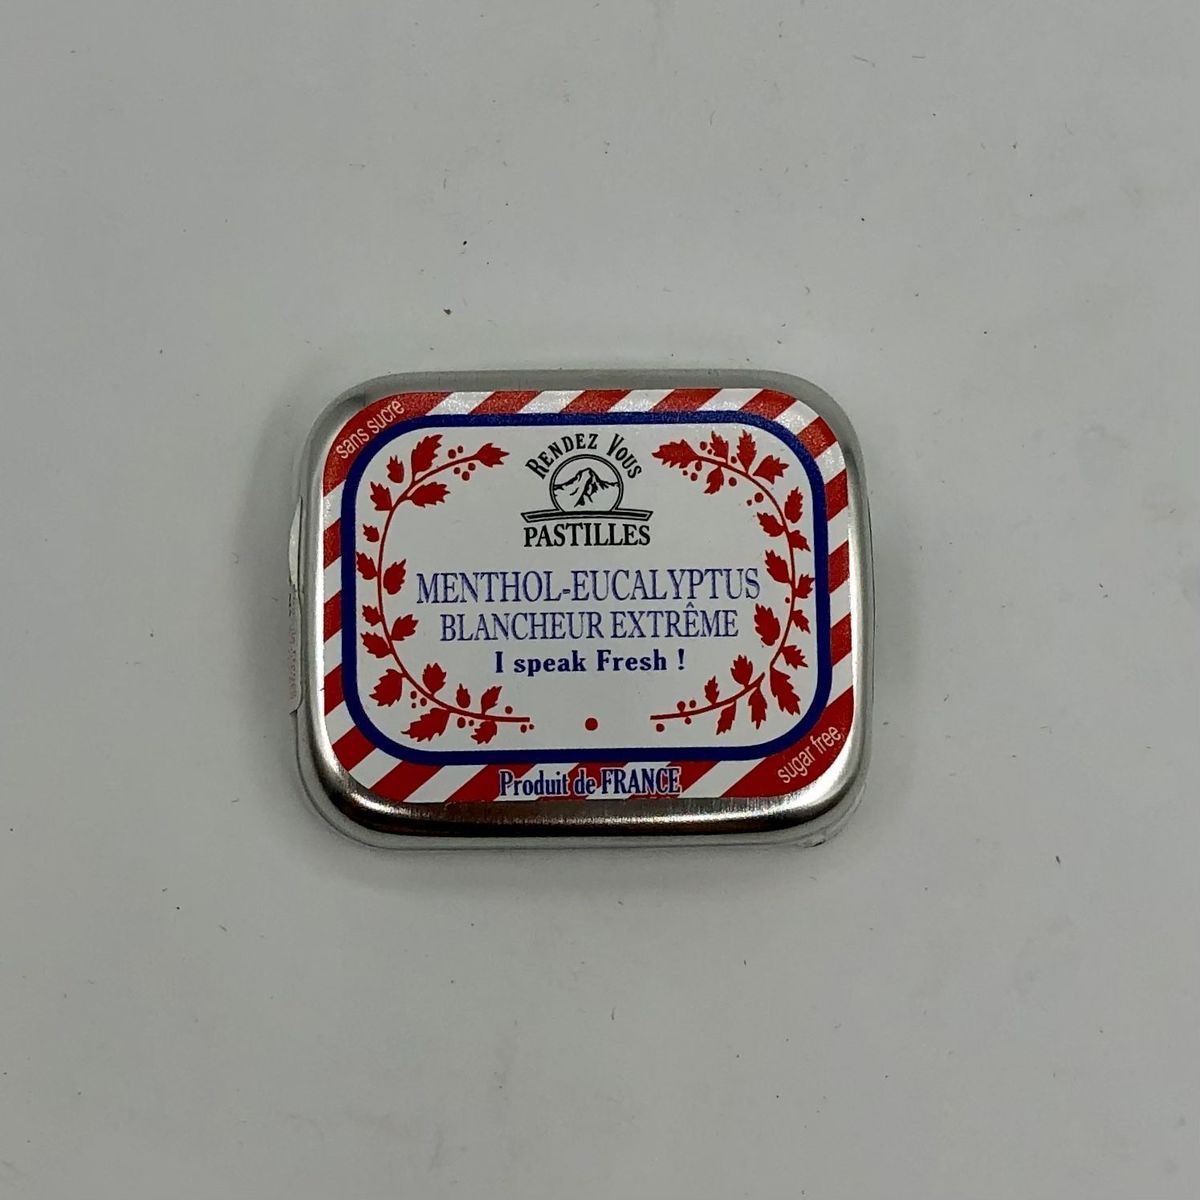 sans sucre
RENDEZ VOUS
PASTILLES
MENTHOL-EUCALYPTUS
BLANCHEUR EXTRÊME
I speak Fresh !
sugar free
Produit de FRANCE